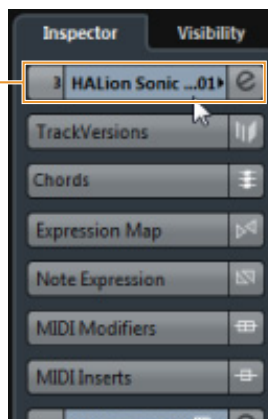 Inspector Visibility
3 HALion Sonic ...01
TrackVersions
Chords
Expression Map
Note Expression
MIDI Modifiers
MIDI Inserts